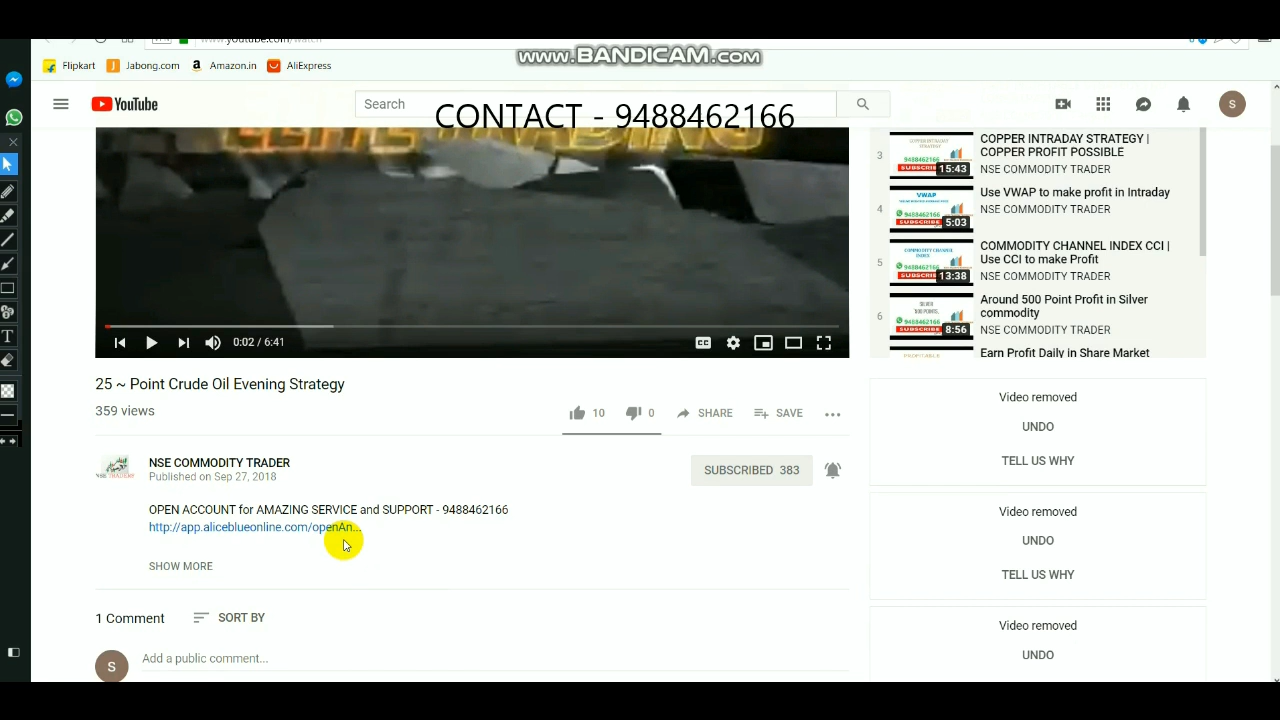 www.BANDICAM.com
Flipkart
Jabong.com
Amazon.in
AliExpress
YouTube
Search
CONTACT - 9488462166
S
3
15:43
COPPER INTRADAY STRATEGY |
COPPER PROFIT POSSIBLE
NSE COMMODITY TRADER
4
VWAP
9488462166
SUBSCRIBE
5:03
Use VWAP to make profit in Intraday
NSE COMMODITY TRADER
5
9488462166
13:38
COMMODITY CHANNEL INDEX CCI |
Use CCI to make Profit
NSE COMMODITY TRADER
6
9488462166
SUBSCRIBE
8:56
Around 500 Point Profit in Silver
commodity
NSE COMMODITY TRADER
Earn Profit Daily in Share Market
0:02 / 6:41
25 ~ Point Crude Oil Evening Strategy
359 views
10
0
SHARE
SAVE
NSE COMMODITY TRADER
Published on Sep 27, 2018
SUBSCRIBED 383
OPEN ACCOUNT for AMAZING SERVICE and SUPPORT - 9488462166
http://app.aliceblueonline.com/openAn...
SHOW MORE
1 Comment
SORT BY
S
Add a public comment...
Video removed
UNDO
TELL US WHY
Video removed
UNDO
TELL US WHY
Video removed
UNDO